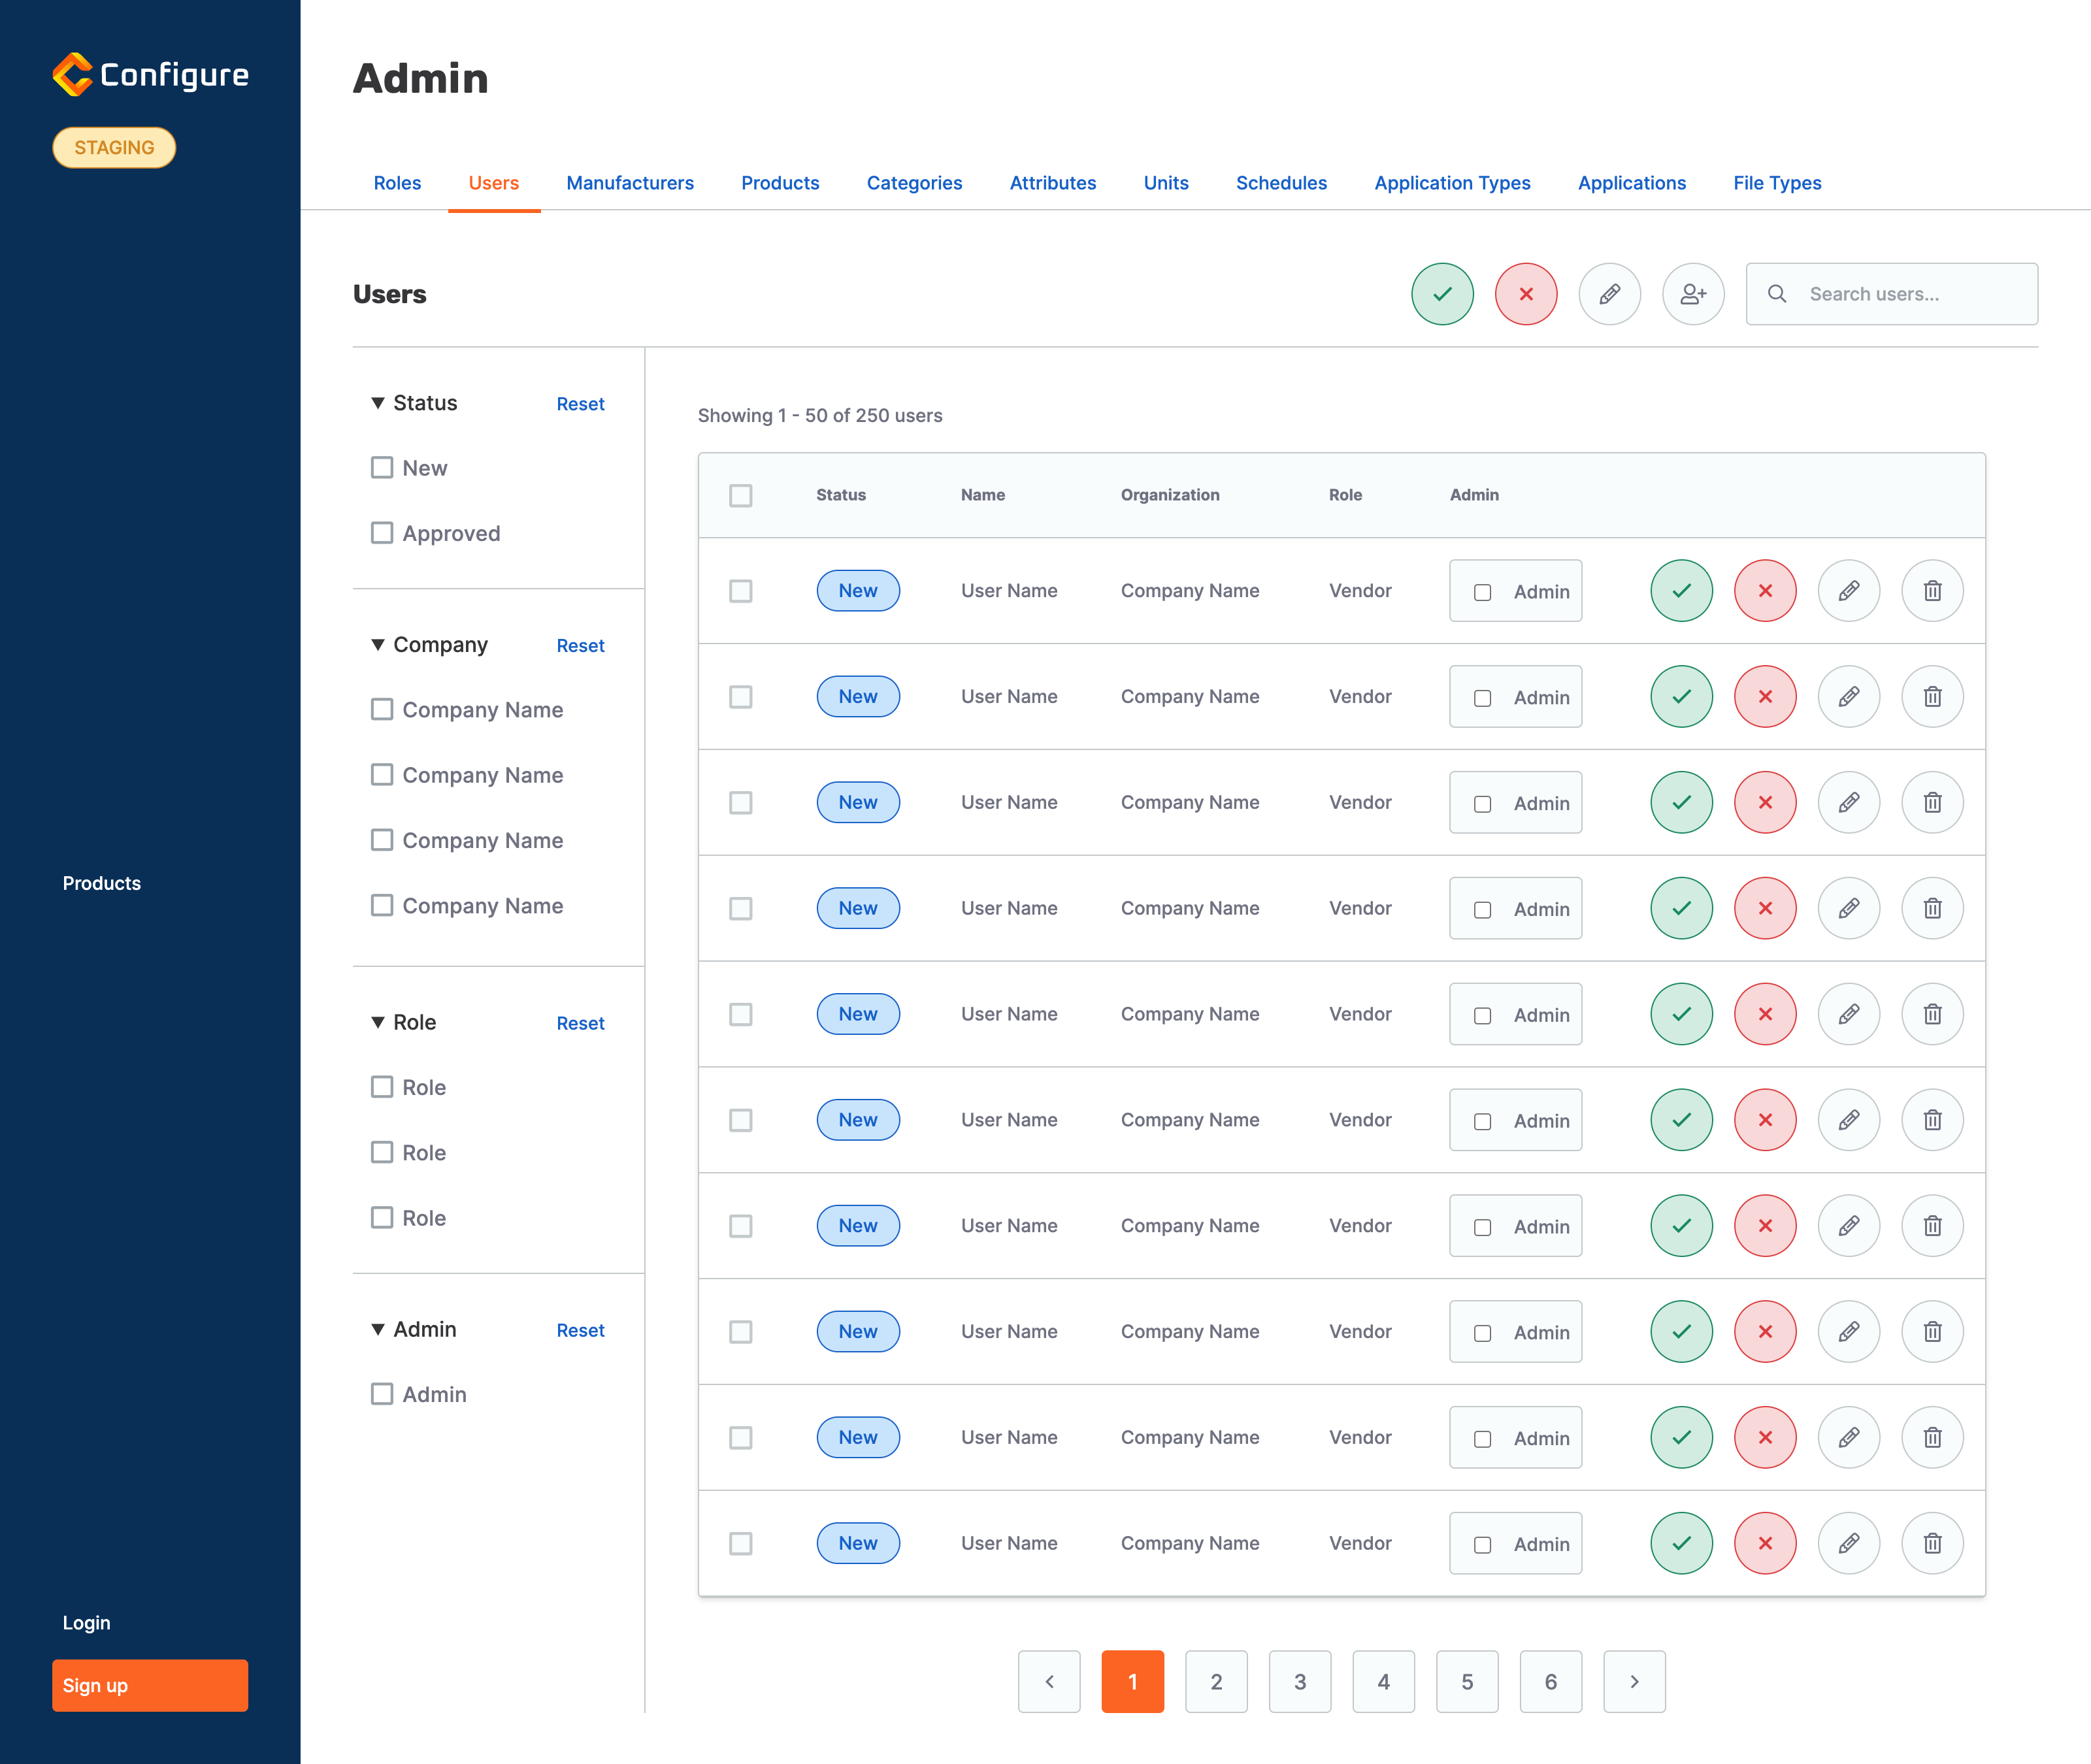 Configure
STAGING
Products
Login
Sign up
Admin
Roles Users Manufacturers Products Categories Attributes Units Schedules Application Types Applications File Types
Users
Search users...
Status Reset
New
Approved
Company Reset
Company Name
Company Name
Company Name
Company Name
Role Reset
Role
Role
Role
Admin Reset
Admin
Showing 1 - 50 of 250 users
Status Name Organization Role Admin
New User Name Company Name Vendor Admin
New User Name Company Name Vendor Admin
New User Name Company Name Vendor Admin
New User Name Company Name Vendor Admin
New User Name Company Name Vendor Admin
New User Name Company Name Vendor Admin
New User Name Company Name Vendor Admin
New User Name Company Name Vendor Admin
New User Name Company Name Vendor Admin
New User Name Company Name Vendor Admin
1 2 3 4 5 6